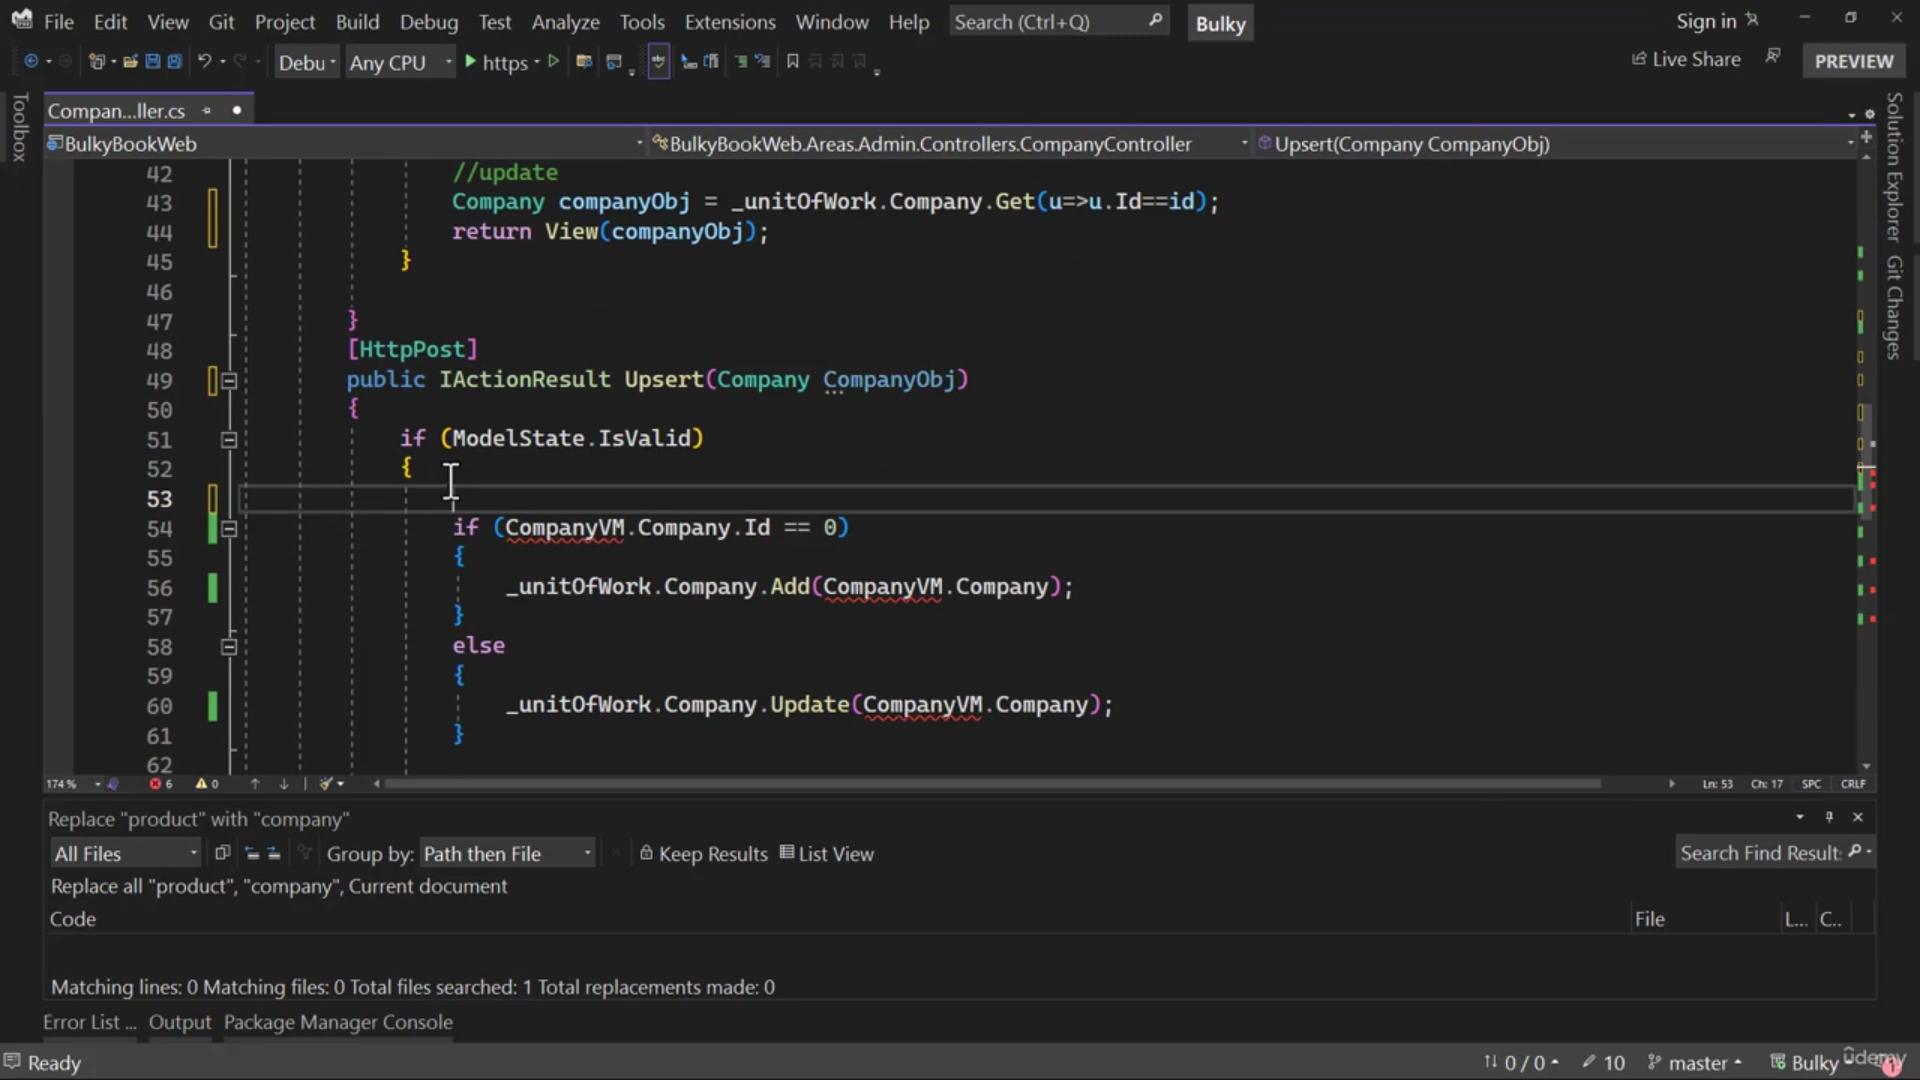 File Edit View Git Project Build Debug Test Analyze Tools Extensions Window Help Search (Ctrl+Q) Bulky Sign in
Debu Any CPU https Live Share PREVIEW
Toolbox
Compan...ller.cs
BulkyBookWeb BulkyBookWeb.Areas.Admin.Controllers.CompanyController Upsert(Company CompanyObj)
42 //update
43 Company companyObj = _unitOfWork.Company.Get(u=>u.Id==id);
44 return View(companyObj);
45 }
46
47 }
48 [HttpPost]
49 public IActionResult Upsert(Company CompanyObj)
50 {
51 if (ModelState.IsValid)
52 {
53
54 if (CompanyVM.Company.Id == 0)
55 {
56 _unitOfWork.Company.Add(CompanyVM.Company);
57 }
58 else
59 {
60 _unitOfWork.Company.Update(CompanyVM.Company);
61 }
62
Solution Explorer
Git Changes
174 % 6 0 Ln: 53 Ch: 17 SPC CRLF
Replace "product" with "company"
All Files Group by: Path then File Keep Results List View Search Find Result
Replace all "product", "company", Current document
Code File L... C..
Matching lines: 0 Matching files: 0 Total files searched: 1 Total replacements made: 0
Error List ... Output Package Manager Console
Ready 0 / 0 10 master Bulky 1
udemy